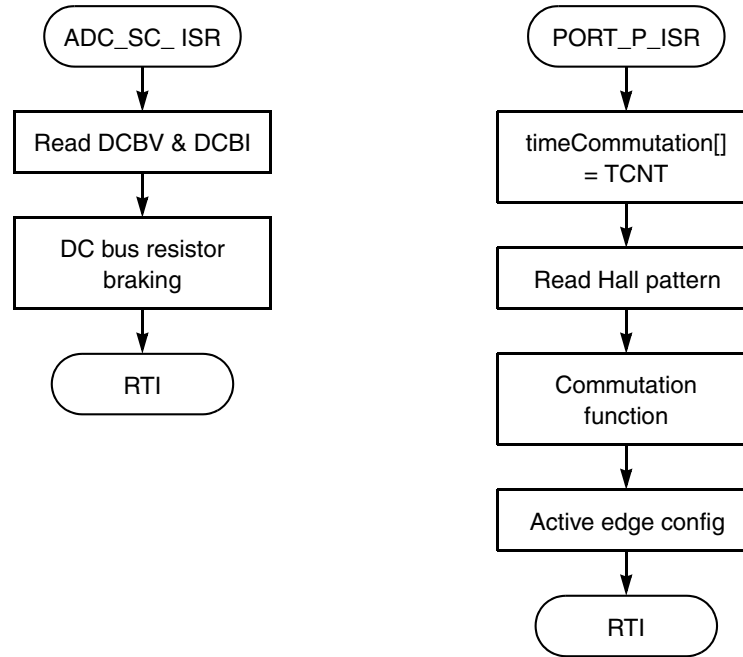 ADC_SC_ ISR
Read DCBV & DCBI
DC bus resistor
braking
RTI
PORT_P_ISR
timeCommutation[]
= TCNT
Read Hall pattern
Commutation
function
Active edge config
RTI